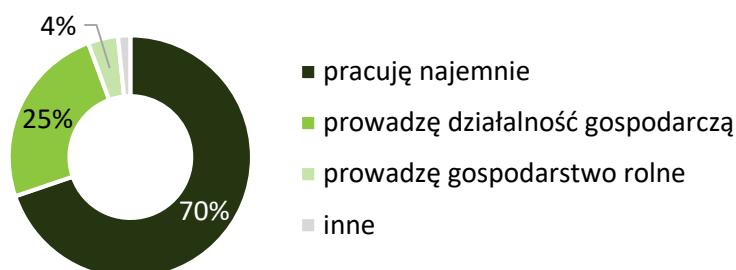 4%
25%
70%
pracuję najemnie
prowadzę działalność gospodarczą
prowadzę gospodarstwo rolne
inne